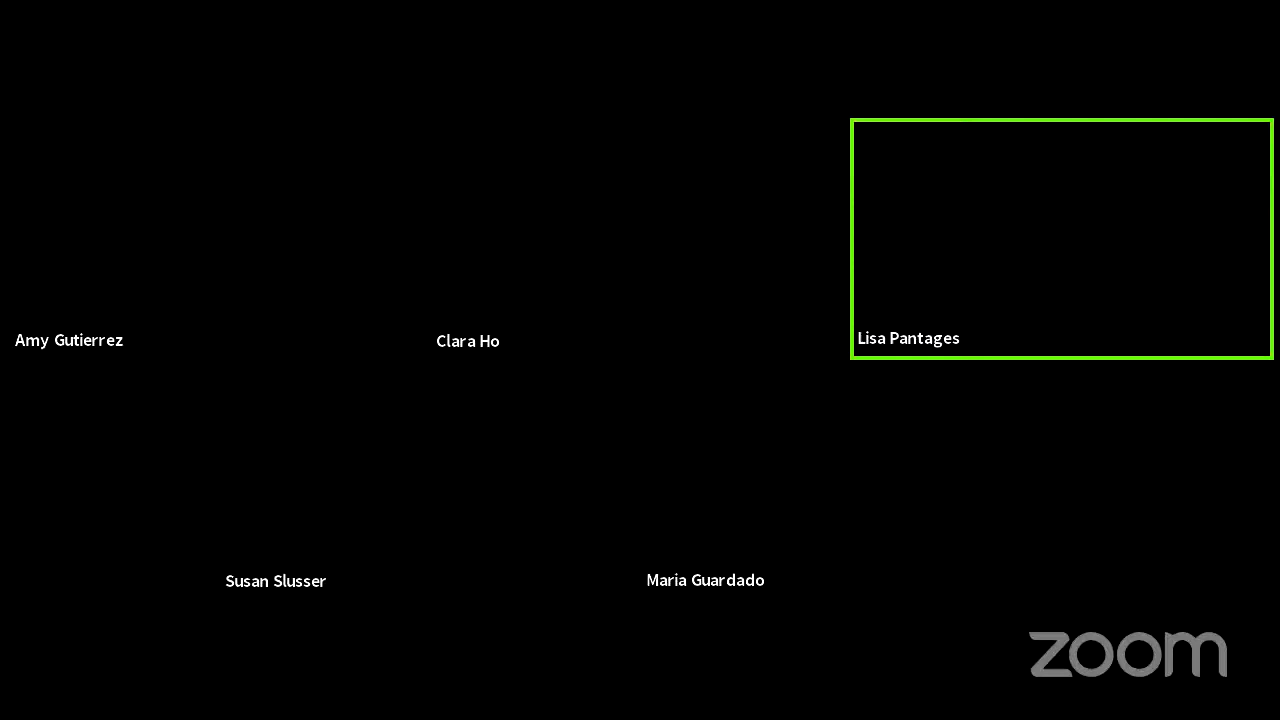 Amy Gutierrez
Clara Ho
Lisa Pantages
Susan Slusser
Maria Guardado
zoom